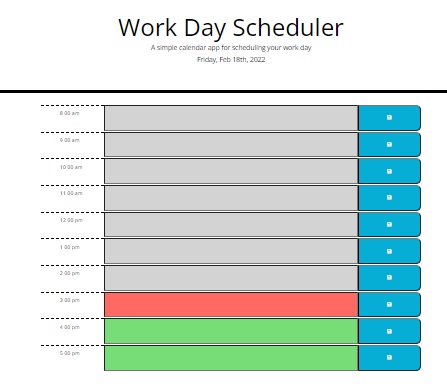 Work Day Scheduler
A simple calendar app for scheduling your work day
Friday, Feb 18th, 2022
8 00 am
9 00 am
10 00 am
11 00 am
12 00 pm
1 00 pm
2 00 pm
3 00 pm
4 00 pm
5 00 pm